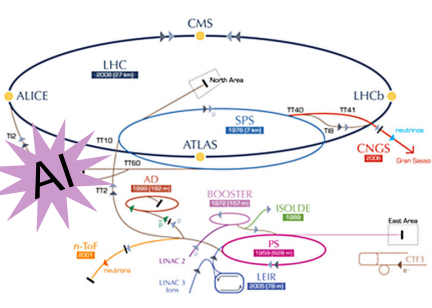 CMS
LHC
2008 (27 km)
North Area
ALICE
LHCb
TT40
TT41
SPS
1976 (7 km)
TI8
TI2
TT10
ATLAS
neutrinos
CNGS
2006
Gran Sasso
TT60
AI
AD
1999 (182 m)
TT2
BOOSTER
1972 (157 m)
ISOLDE
1989
East Area
n-ToF
2001
PS
1959 (628 m)
neutrons
LINAC 2
CTF3
e-
LINAC 3
Ions
LEIR
2005 (78 m)